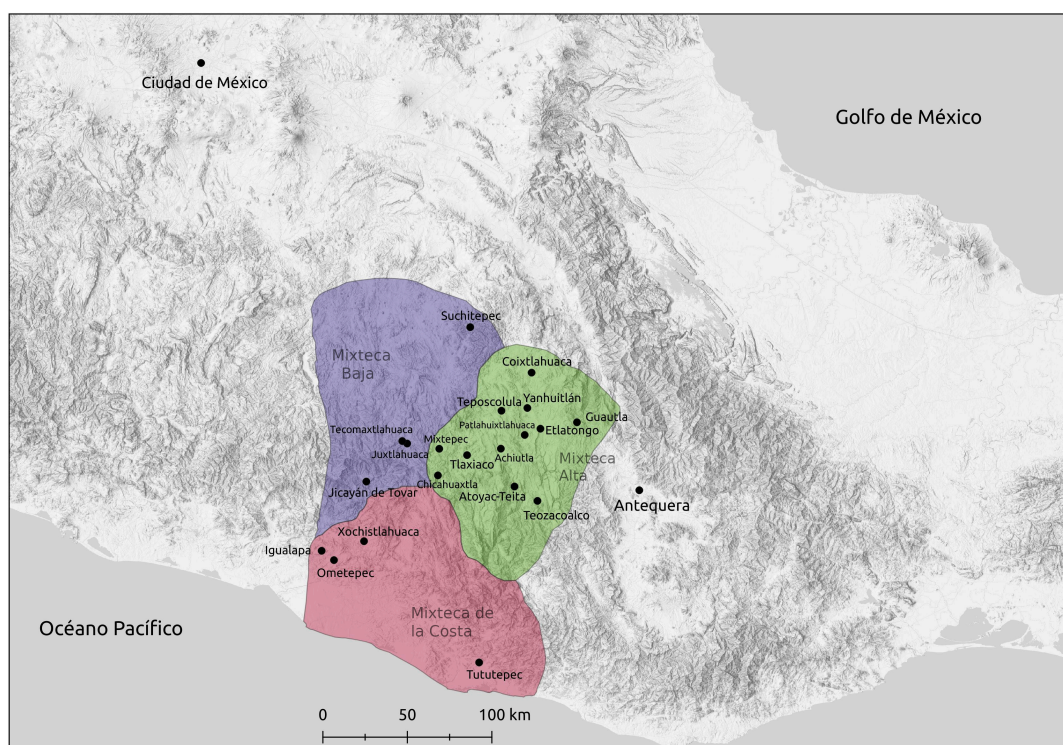 Ciudad de México
Golfo de México
Suchitepec
Mixteca
Baja
Coixtlahuaca
Teposcolula
Yanhuitlán
Guautla
Patlahuixtlahuaca
Etlatongo
Tecomaxtlahuaca
Mixtepec
Juxtlahuaca
Achiutla
Tlaxiaco
Mixteca
Alta
Chicahuaxtla
Jicayán de Tovar
Atoyac-Teita
Teozacoalco
Antequera
Xochistlahuaca
Igualapa
Ometepec
Mixteca de
la Costa
Océano Pacífico
Tututepec
0 50 100 km